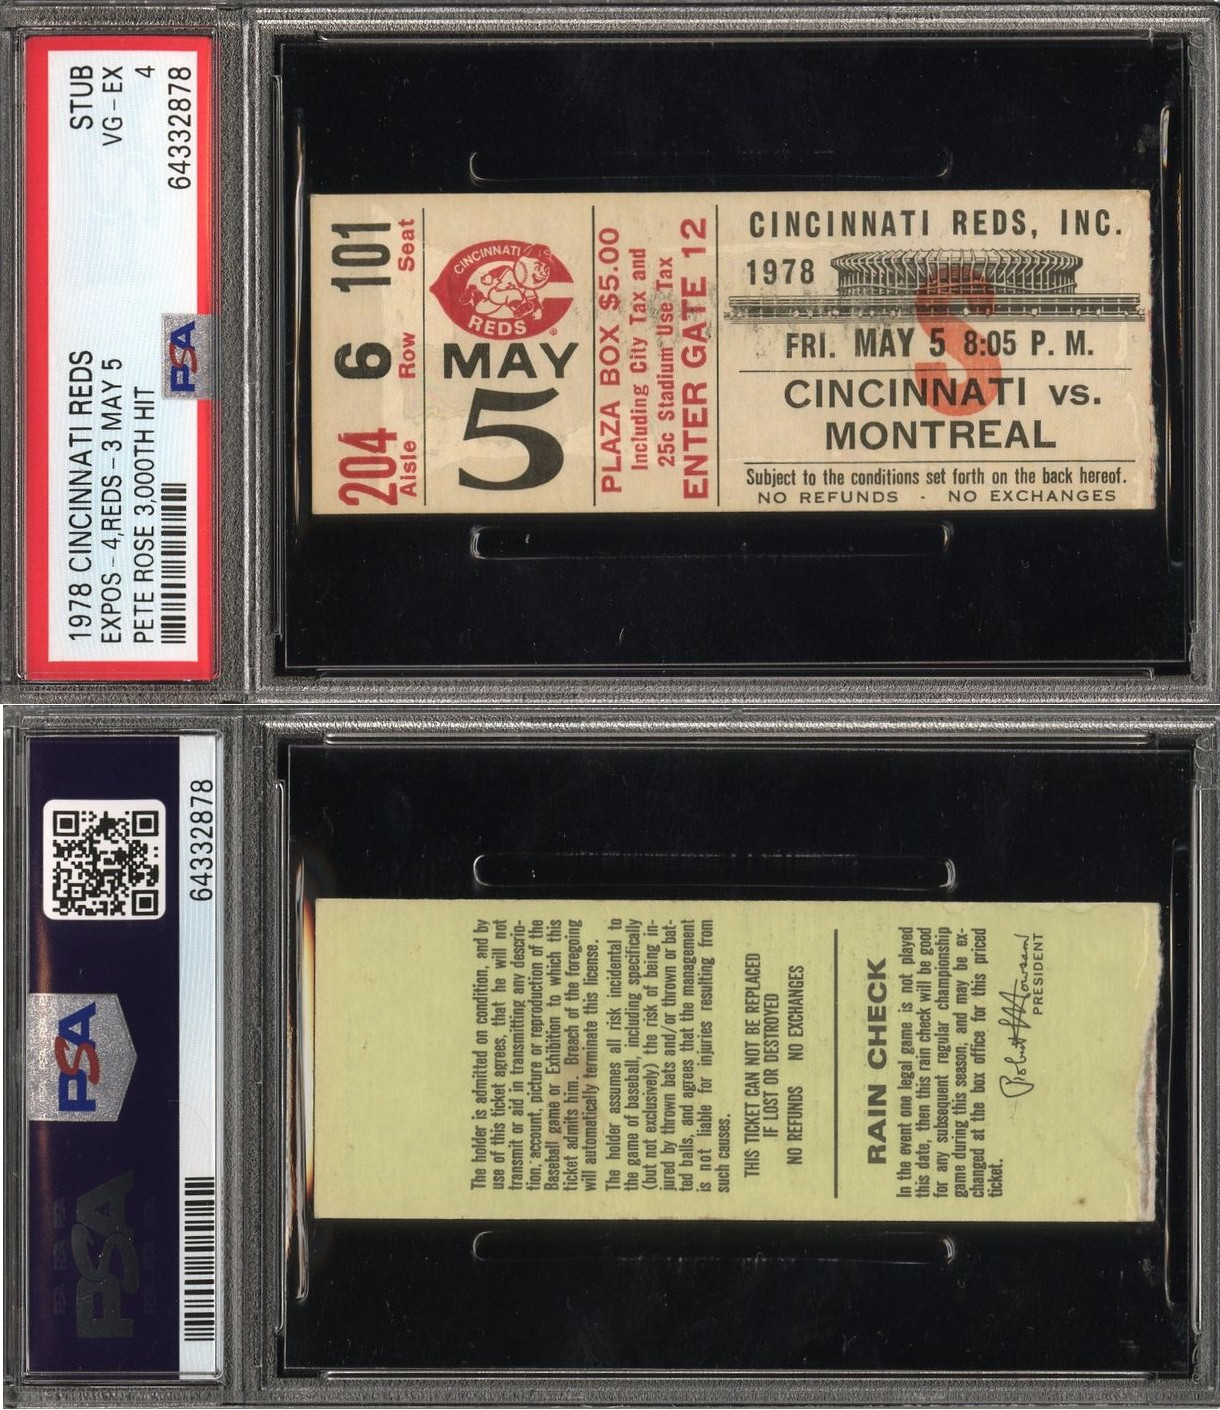 1978 CINCINNATI REDS STUB
EXPOS-4,REDS-3 MAY 5 VG-EX
PETE ROSE 3,000TH HIT 4
64332878
PSA
204 6 101
Aisle Row Seat
CINCINNATI
REDS
MAY
5
PLAZA BOX $5.00
Including City Tax and
25c Stadium Use Tax
ENTER GATE 12
CINCINNATI REDS, INC.
1978
S
FRI. MAY 5 8:05 P. M.
CINCINNATI vs.
MONTREAL
Subject to the conditions set forth on the back hereof.
NO REFUNDS - NO EXCHANGES
64332878
PSA
PSA
The holder is admitted on condition, and by
use of this ticket agrees, that he will not
transmit or aid in transmitting any descrip-
tion, account, picture or reproduction of the
Baseball game or Exhibition to which this
ticket admits him. Breach of the foregoing
will automatically terminate this license.
The holder assumes all risk incidental to
the game of baseball, including specifically
(but not exclusively) the risk of being in-
jured by thrown bats and/or thrown or bat-
ted balls, and agrees that the management
is not liable for injuries resulting from
such causes.
THIS TICKET CAN NOT BE REPLACED
IF LOST OR DESTROYED
NO REFUNDS NO EXCHANGES
RAIN CHECK
In the event one legal game is not played
this date, then this rain check will be good
for any subsequent regular championship
game during this season, and may be ex-
changed at the box office for this priced
ticket.
Robert L Howsam
PRESIDENT